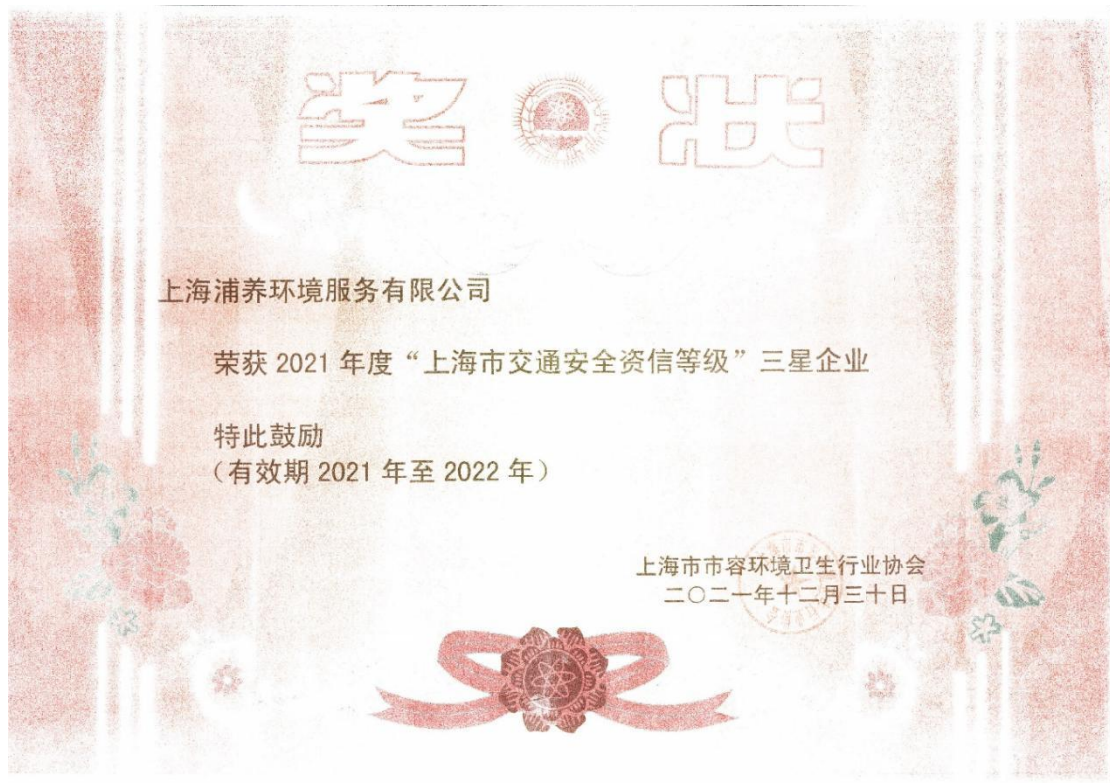 奖状
上海浦养环境服务有限公司
荣获 2021 年度“上海市交通安全资信等级”三星企业
特此鼓励
（有效期 2021 年至 2022 年）
上海市市容环境卫生行业协会
二〇二一年十二月三十日